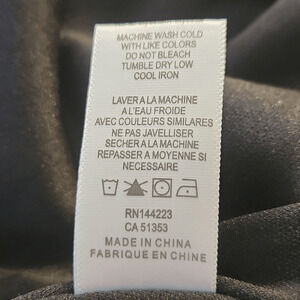 MACHINE WASH COLD
WITH LIKE COLORS
DO NOT BLEACH
TUMBLE DRY LOW
COOL IRON
LAVER A LA MACHINE
A L'EAU FROIDE
AVEC COULEURS SIMILAIRES
NE PAS JAVELLISER
SECHER A LA MACHINE
REPASSER A MOYENNE SI
NECESSAIRE
RN144223
CA 51353
MADE IN CHINA
FABRIQUE EN CHINE